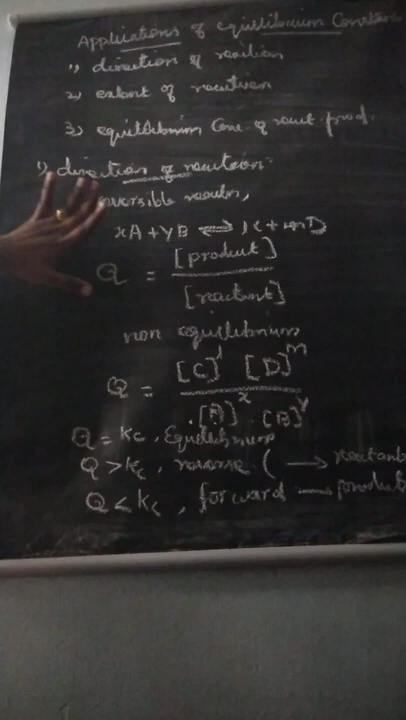 Applications of equilibrium Constant
1) direction of reaction
2) extent of reaction
3) equilibrium Conc. of react. prod.
1) direction of reaction:
reversible reaction,
xA + yB ⇌ lC + mD
Q = [product] / [reactant]
non equilibrium
Q = [C]^l [D]^m / [A]^x . [B]^y
Q = Kc, Equilibrium
Q > Kc, reverse ( → reactant
Q < Kc, forward → product